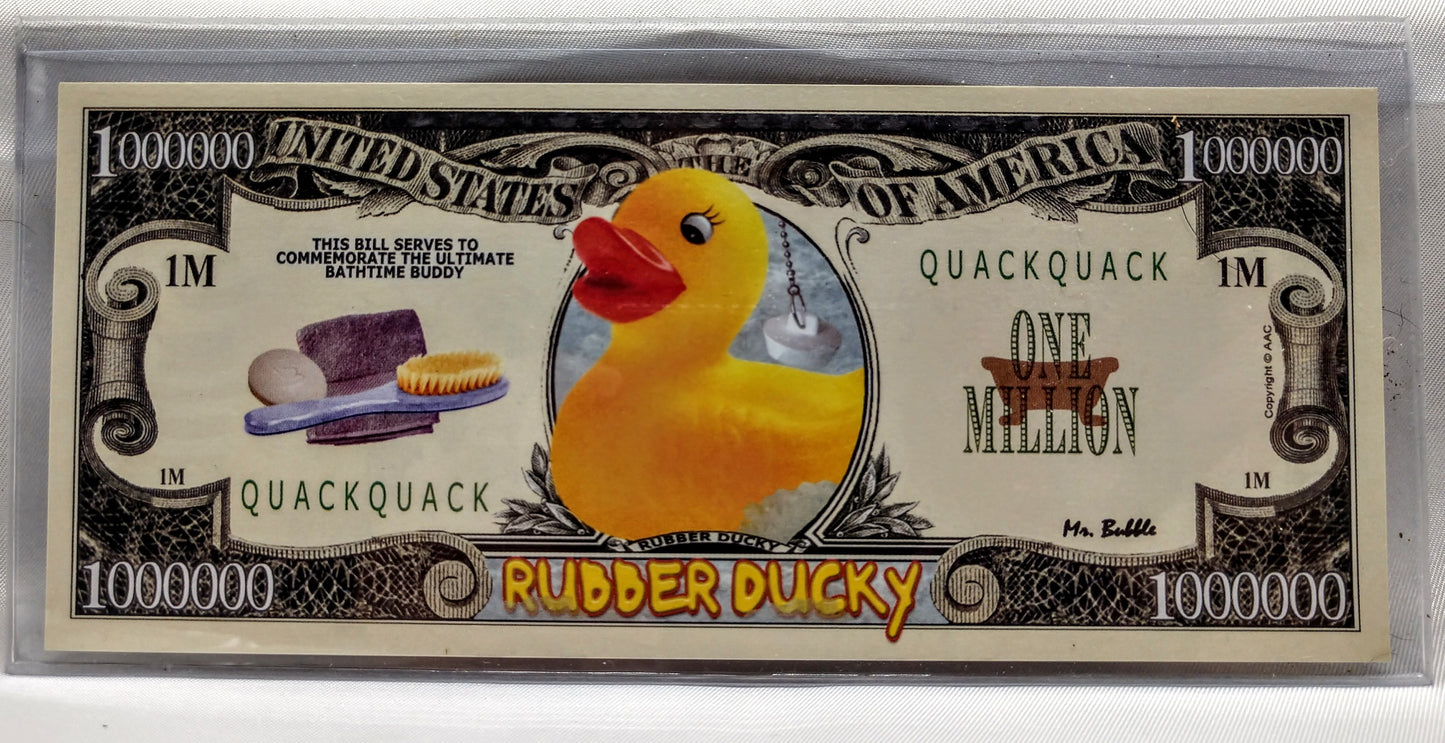 1000000
THE
1000000
UNITED STATES
OF AMERICA
THIS BILL SERVES TO
COMMEMORATE THE ULTIMATE
BATHTIME BUDDY
1M
QUACKQUACK
1M
ONE
MILLION
Copyright © AAC
1M
1M
QUACKQUACK
Mr. Bubble
RUBBER DUCKY
1000000
RUBBER DUCKY
1000000